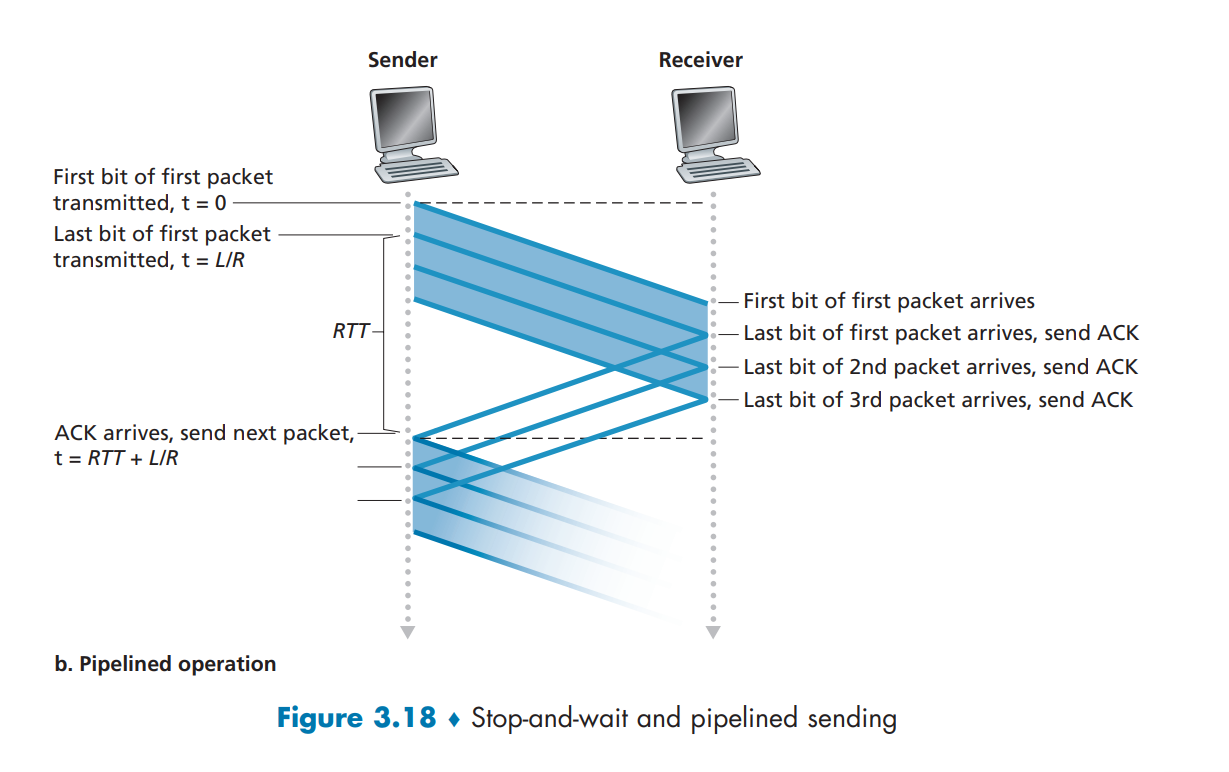 Sender
Receiver
First bit of first packet
transmitted, t = 0
Last bit of first packet
transmitted, t = L/R
First bit of first packet arrives
RTT
Last bit of first packet arrives, send ACK
Last bit of 2nd packet arrives, send ACK
Last bit of 3rd packet arrives, send ACK
ACK arrives, send next packet,
t = RTT + L/R
b. Pipelined operation
Figure 3.18 ♦ Stop-and-wait and pipelined sending